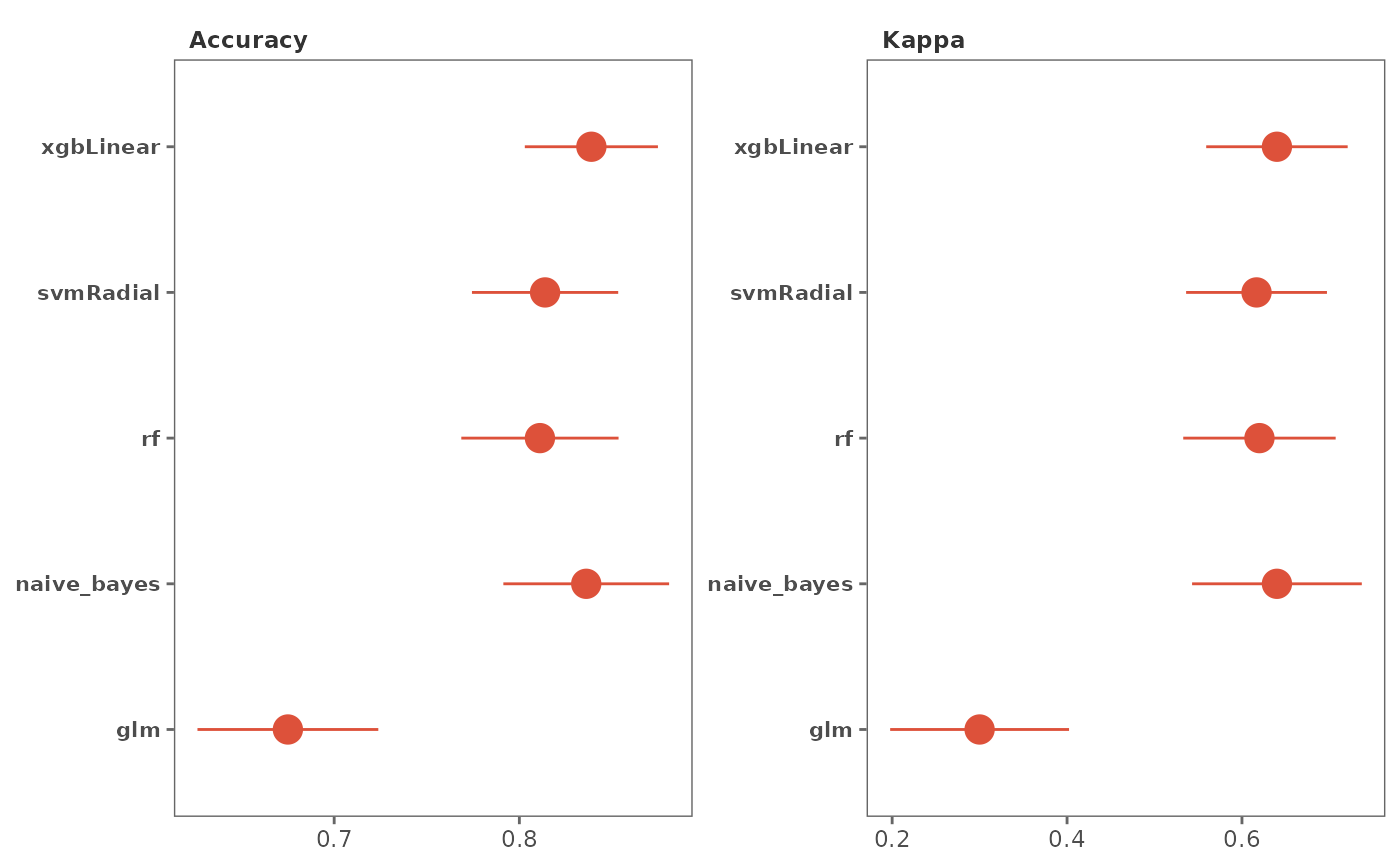 Accuracy
xgbLinear
svmRadial
rf
naive_bayes
glm
0.7 0.8
Kappa
xgbLinear
svmRadial
rf
naive_bayes
glm
0.2 0.4 0.6